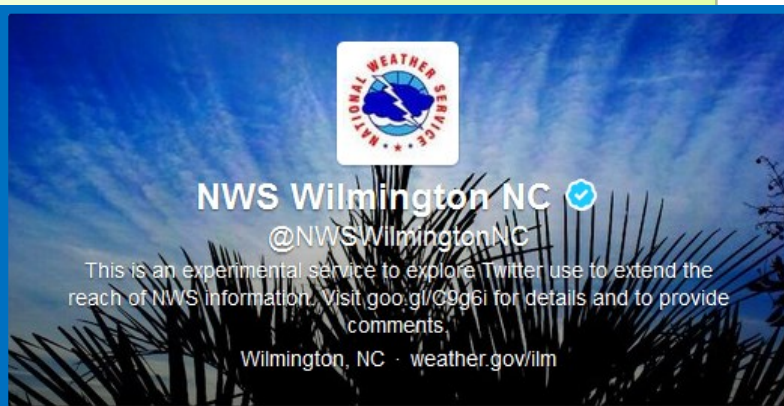 NATIONAL WEATHER SERVICE
NWS Wilmington NC
@NWSWilmingtonNC
This is an experimental service to explore Twitter use to extend the
reach of NWS information. Visit goo.gl/C9g6i for details and to provide
comments.
Wilmington, NC · weather.gov/ilm